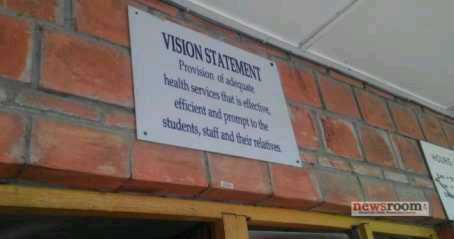 VISION STATEMENT
Provision of adequate
health services that is effective,
efficient and prompt to the
students, staff and their relatives.
HOURS
newsroom